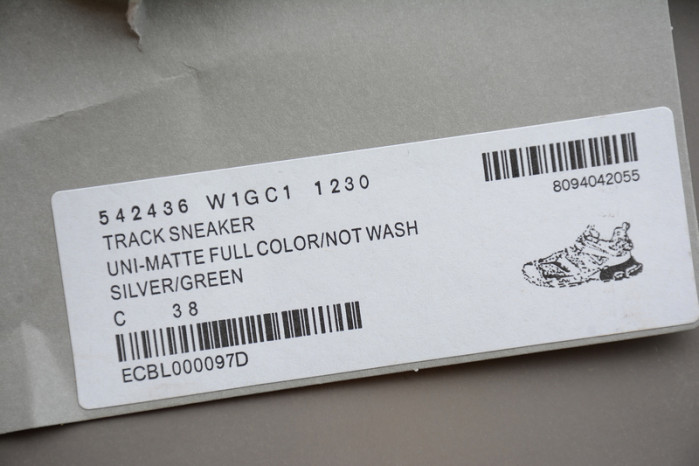 542436 W1GC1 1230
TRACK SNEAKER
UNI-MATTE FULL COLOR/NOT WASH
SILVER/GREEN
C 38
ECBL000097D
8094042055